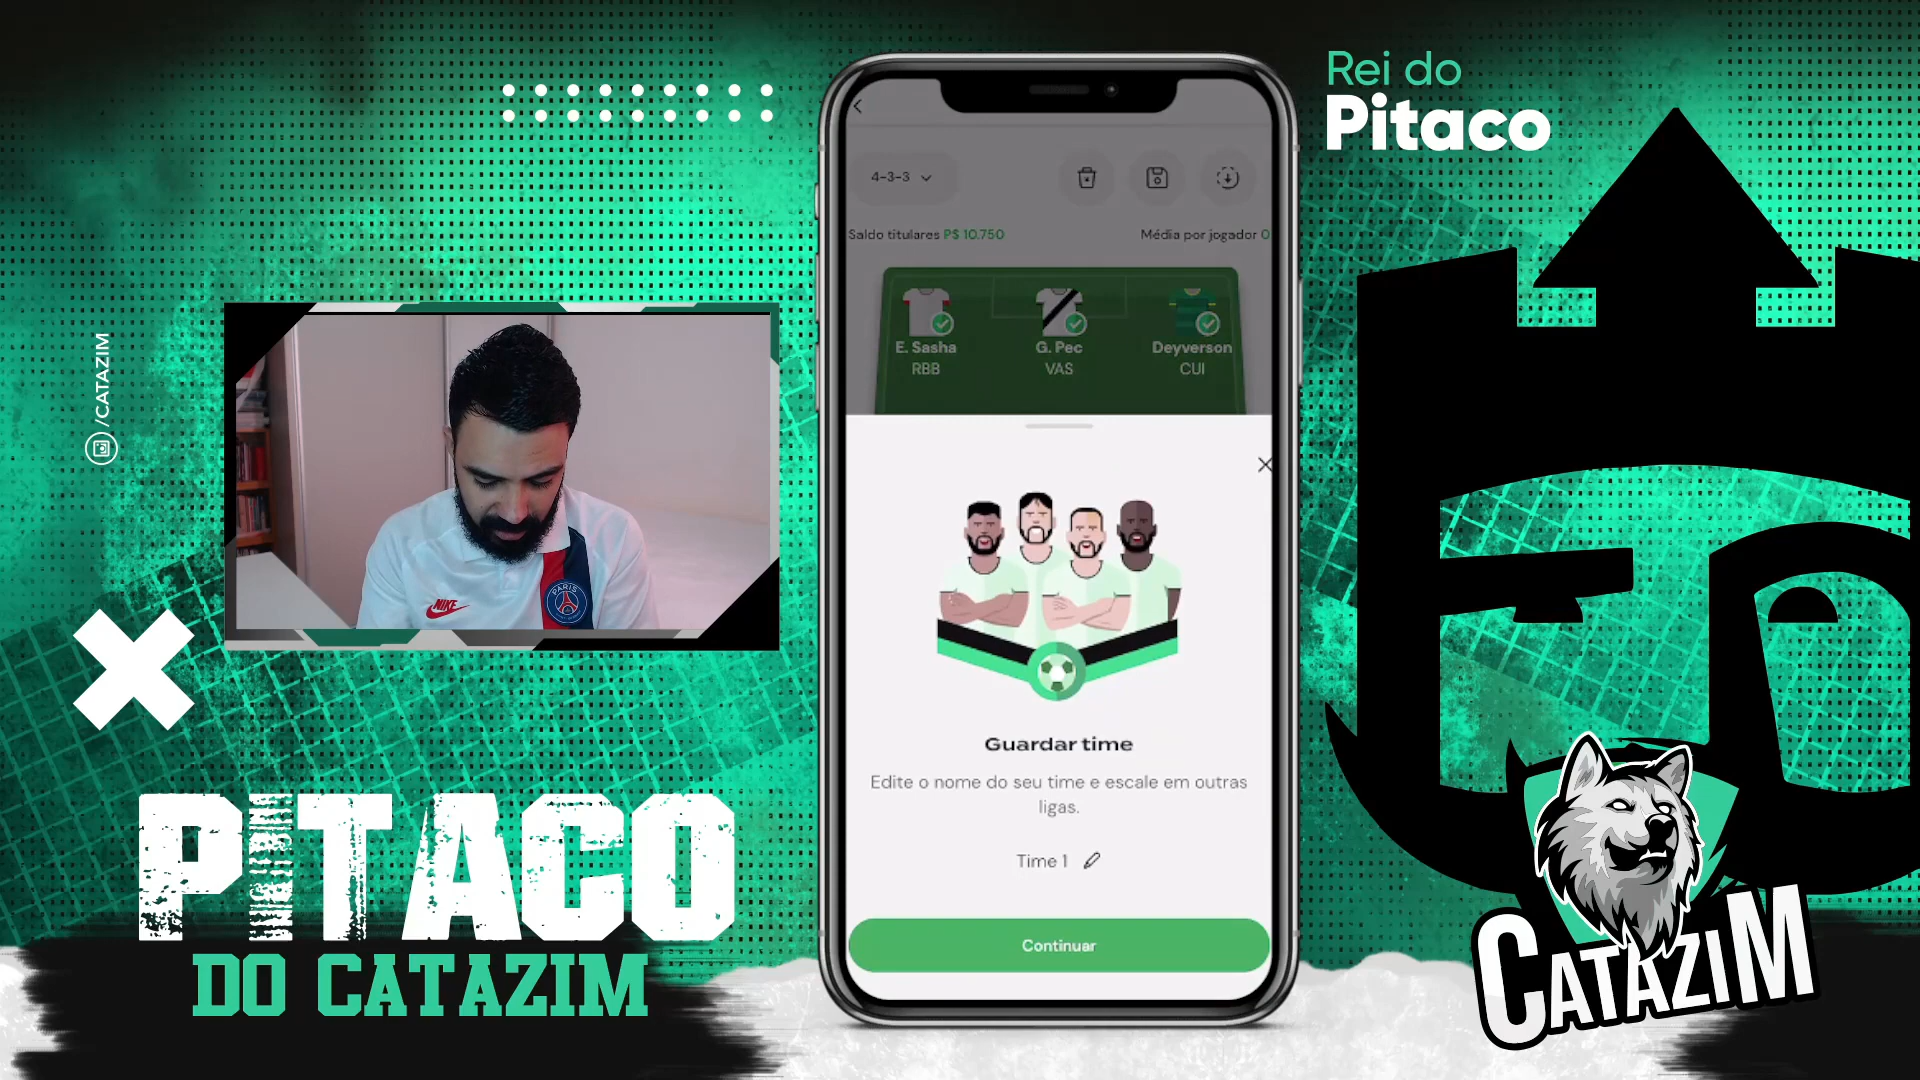 /CATAZIM
NIKE
PARIS
PITACO
DO CATAZIM
4-3-3
Saldo titulares P$ 10.750
Média por jogador 0
E. Sasha
RBB
G. Pec
VAS
Deyverson
CUI
Guardar time
Edite o nome do seu time e escale em outras
ligas.
Time 1
Continuar
Rei do
Pitaco
CATAZIM